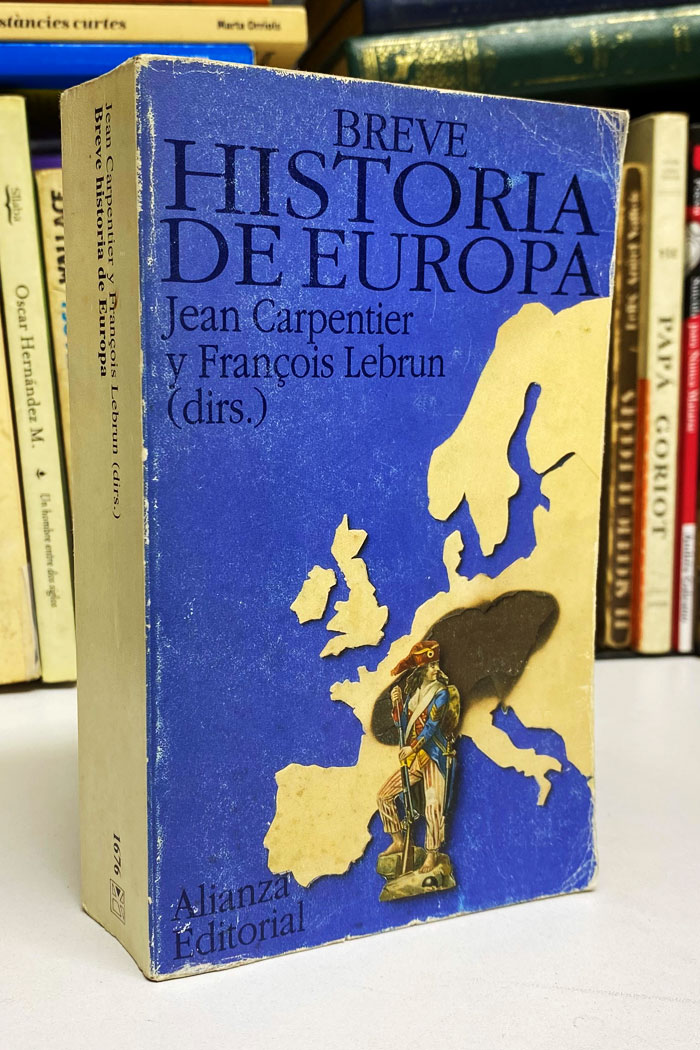 BREVE
HISTORIA
DE EUROPA
Jean Carpentier
y François Lebrun
(dirs.)
Alianza
Editorial
Jean Carpentier y François Lebrun (dirs.)
Breve historia de Europa
1676
stàncies curtes
Marta Orriols
Sílaba
Oscar Hernández M.
Un hombre entre dos siglos
PAPÁ GORIOT